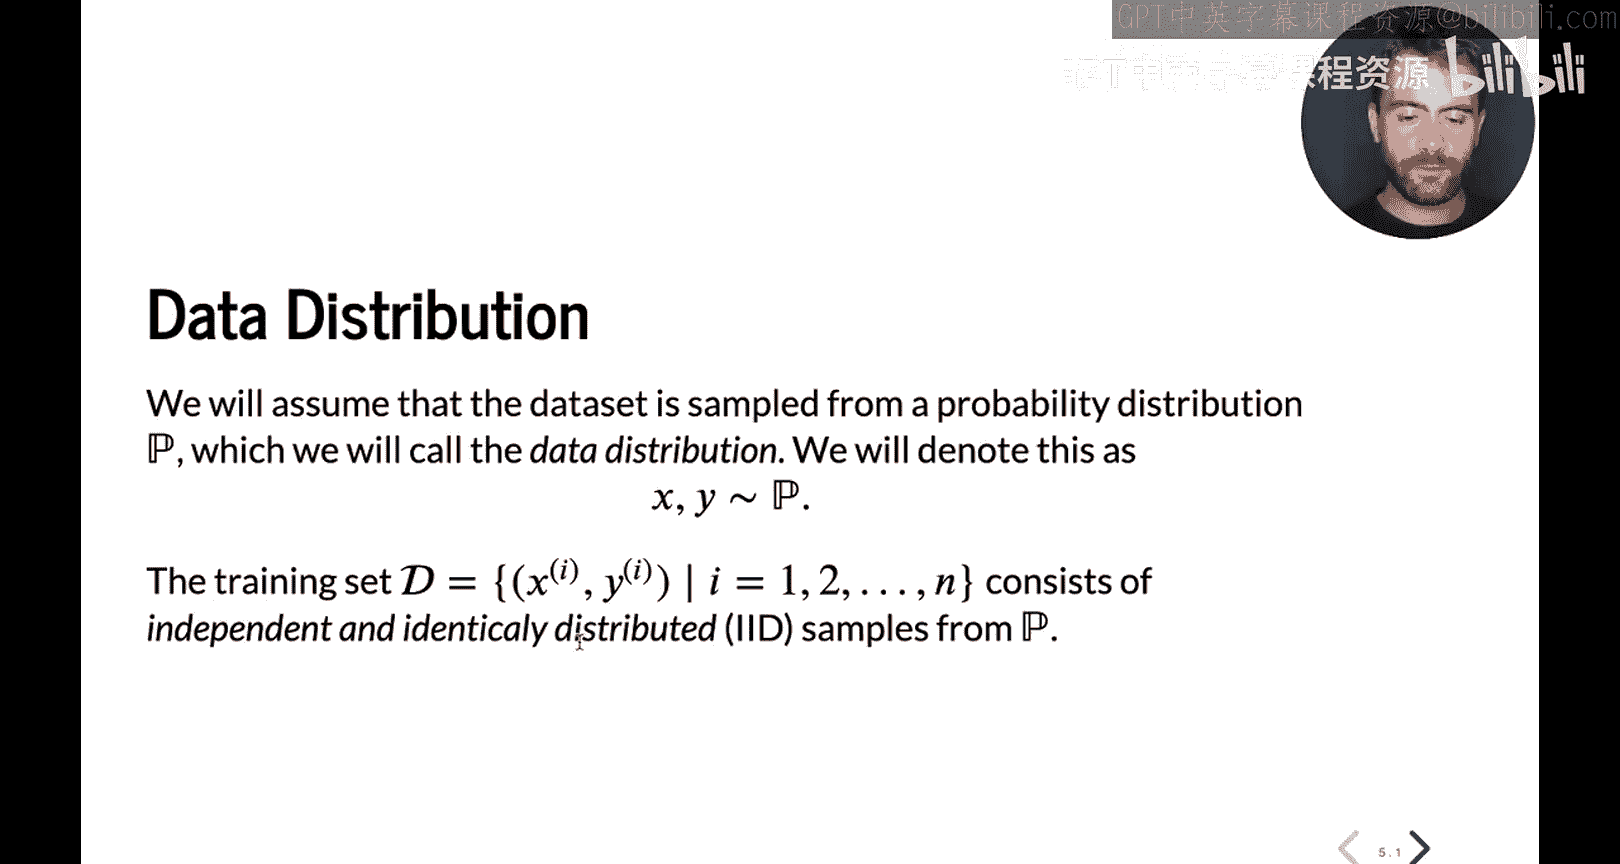 GPT中英字幕课程资源@bilibili.com
课程资源 bilibili
Data Distribution
We will assume that the dataset is sampled from a probability distribution
ℙ, which we will call the data distribution. We will denote this as
x, y ∼ ℙ.
The training set 𝒟 = {(x⁽ⁱ⁾, y⁽ⁱ⁾) | i = 1, 2, . . . , n} consists of
independent and identicaly distributed (IID) samples from ℙ.
5.1